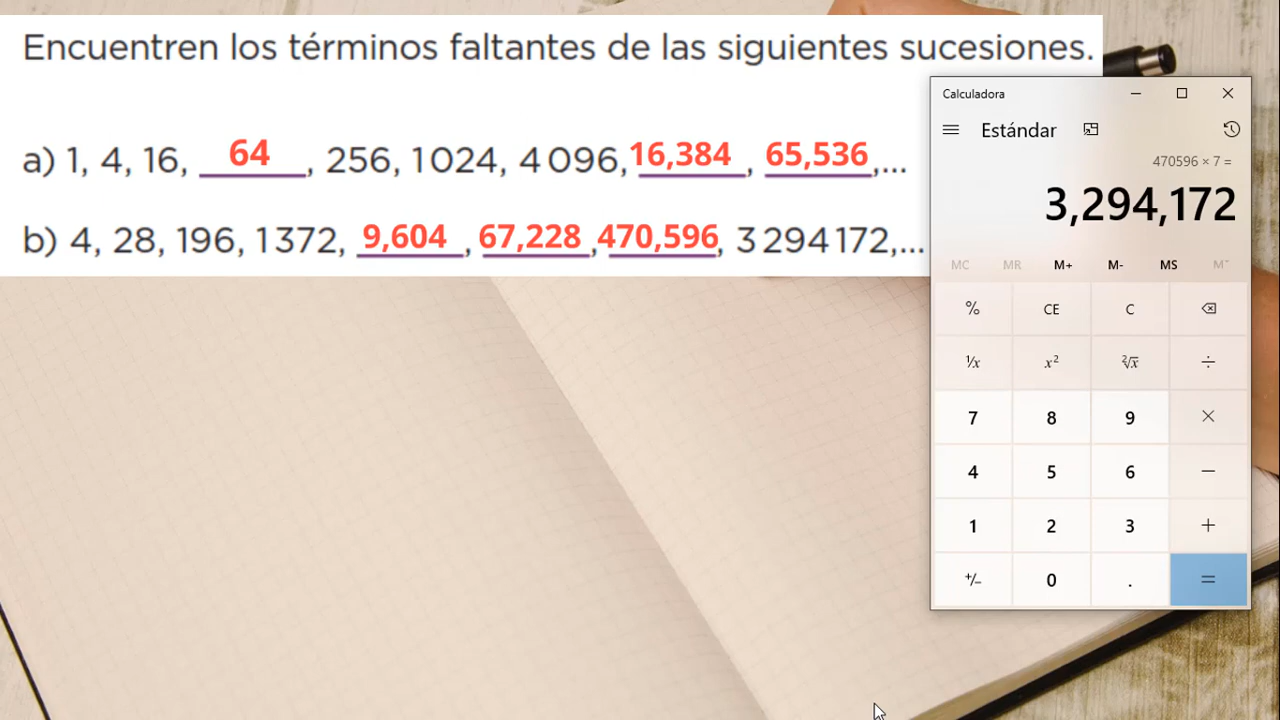 Encuentren los términos faltantes de las siguientes sucesiones.
a) 1, 4, 16, 64, 256, 1024, 4096, 16,384, 65,536,...
b) 4, 28, 196, 1372, 9,604, 67,228, 470,596, 3294172,...
Calculadora
Estándar
470596 × 7 =
3,294,172
MC MR M+ M- MS M˅
% CE C
¹/x x² ²√x ÷
7 8 9 ×
4 5 6 −
1 2 3 +
+/− 0 . =